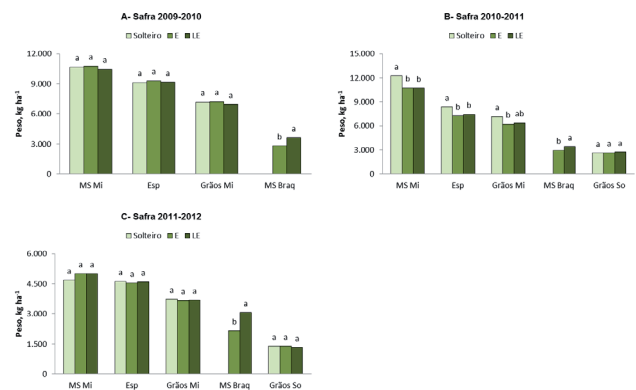 A- Safra 2009-2010
Solteiro E LE
Peso, kg ha-1
12.000
9.000
6.000
3.000
0
a a a
a a a
a a a
b a
MS Mi Esp Grãos Mi MS Braq
B- Safra 2010-2011
Solteiro E LE
Peso, kg ha-1
15.000
12.000
9.000
6.000
3.000
0
a b b
a b b
a b ab
b a
a a a
MS Mi Esp Grãos Mi MS Braq Grãos So
C- Safra 2011-2012
Solteiro E LE
Peso, kg ha-1
6.000
4.500
3.000
1.500
0
a a a
a a a
a a a
b a
a a a
MS Mi Esp Grãos Mi MS Braq Grãos So